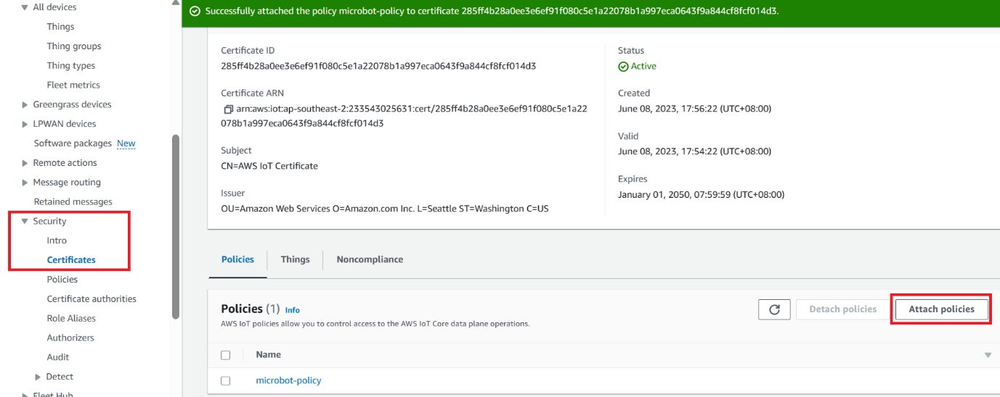 All devices
Things
Thing groups
Thing types
Fleet metrics
Greengrass devices
LPWAN devices
Software packages New
Remote actions
Message routing
Retained messages
Security
Intro
Certificates
Policies
Certificate authorities
Role Aliases
Authorizers
Audit
Detect
Fleet Hub
Successfully attached the policy microbot-policy to certificate 285ff4b28a0ee3e6ef91f080c5e1a22078b1a997eca0643f9a844cf8fcf014d3.
Certificate ID
285ff4b28a0ee3e6ef91f080c5e1a22078b1a997eca0643f9a844cf8fcf014d3
Certificate ARN
arn:aws:iot:ap-southeast-2:233543025631:cert/285ff4b28a0ee3e6ef91f080c5e1a22
078b1a997eca0643f9a844cf8fcf014d3
Subject
CN=AWS IoT Certificate
Issuer
OU=Amazon Web Services O=Amazon.com Inc. L=Seattle ST=Washington C=US
Status
Active
Created
June 08, 2023, 17:56:22 (UTC+08:00)
Valid
June 08, 2023, 17:54:22 (UTC+08:00)
Expires
January 01, 2050, 07:59:59 (UTC+08:00)
Policies Things Noncompliance
Policies (1) Info
AWS IoT policies allow you to control access to the AWS IoT Core data plane operations.
Detach policies
Attach policies
Name
microbot-policy